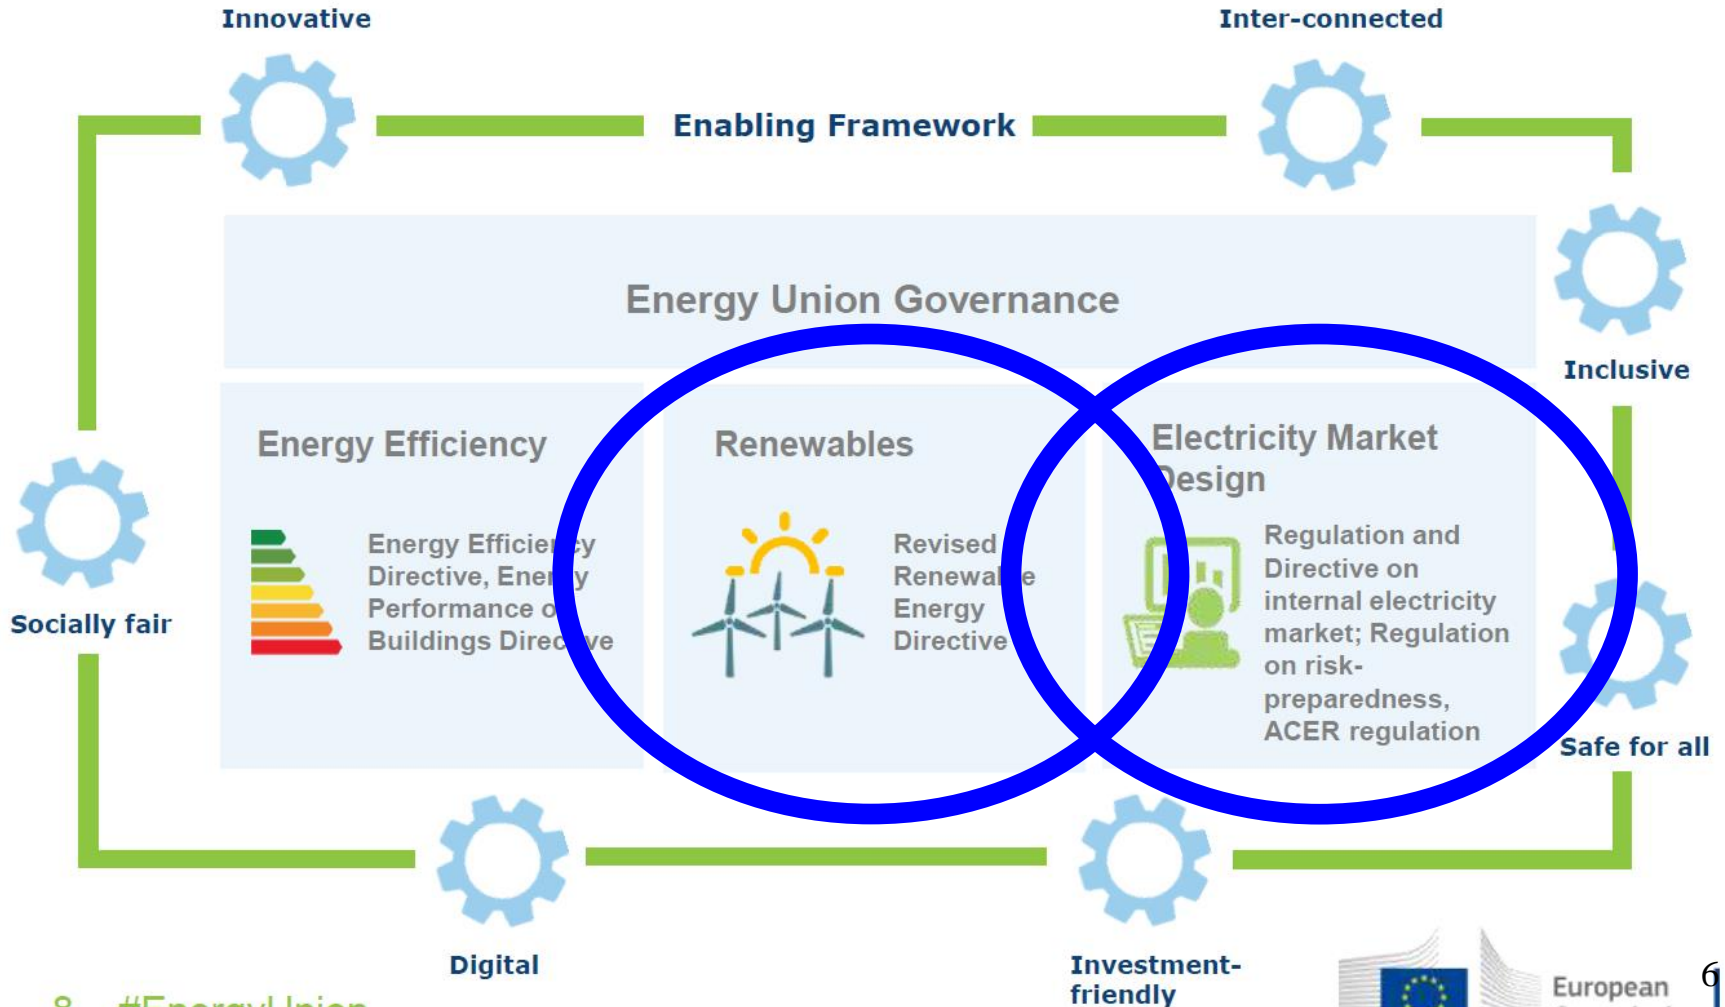 Innovative
Inter-connected
Enabling Framework
Energy Union Governance
Inclusive
Energy Efficiency
Energy Efficiency
Directive, Energy
Performance of
Buildings Directive
Renewables
Revised
Renewable
Energy
Directive
Electricity Market
Design
Regulation and
Directive on
internal electricity
market; Regulation
on risk-
preparedness,
ACER regulation
Socially fair
Safe for all
Digital
Investment-
friendly
8 #EnergyUnion
European
6